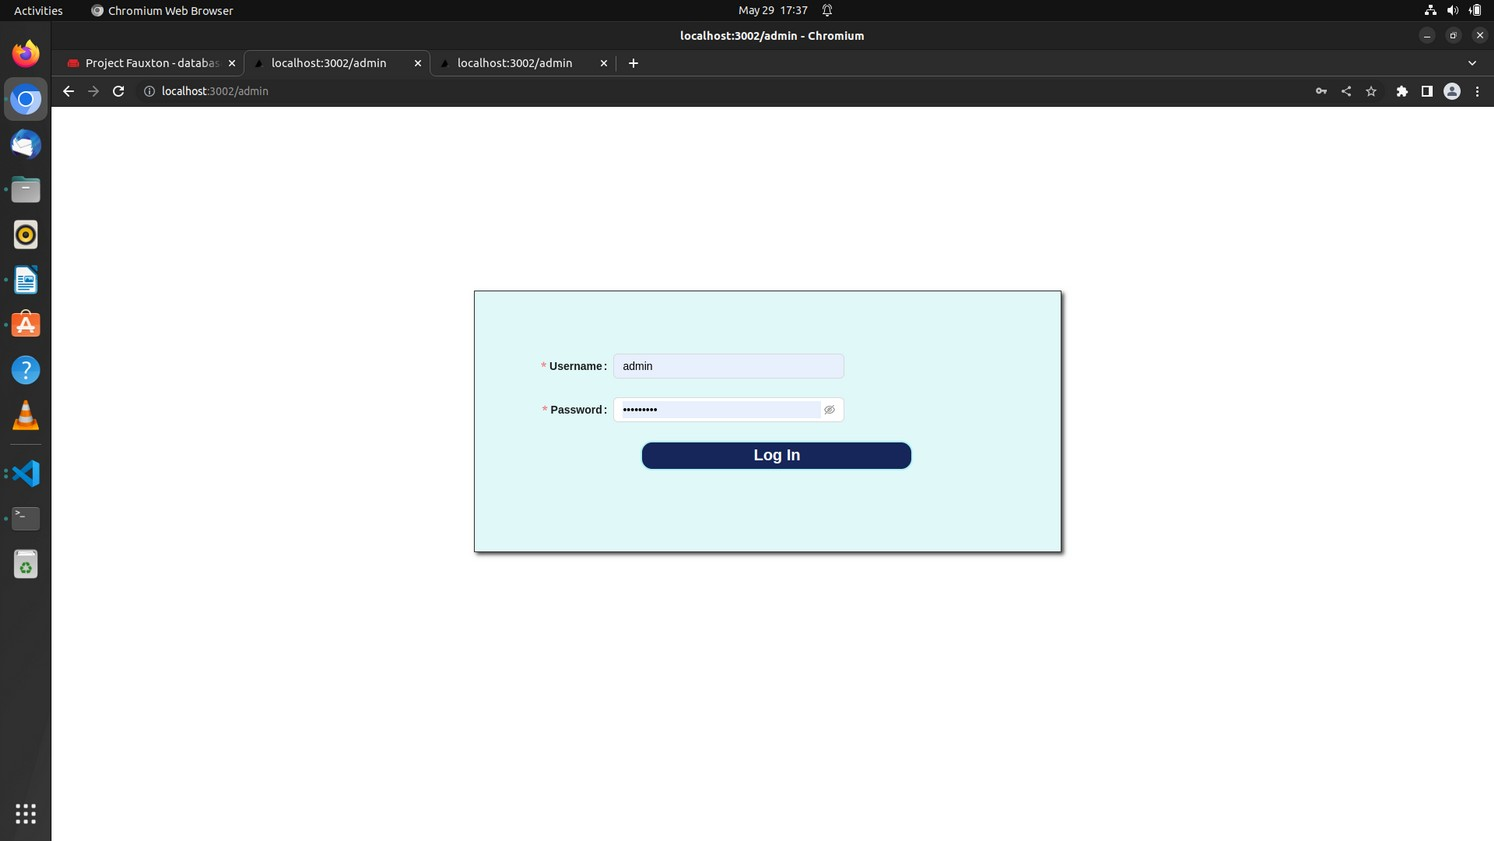 Activities
Chromium Web Browser
May 29 17:37
localhost:3002/admin - Chromium
Project Fauxton - databas
localhost:3002/admin
localhost:3002/admin
localhost:3002/admin
* Username :
admin
* Password :
•••••••••
Log In